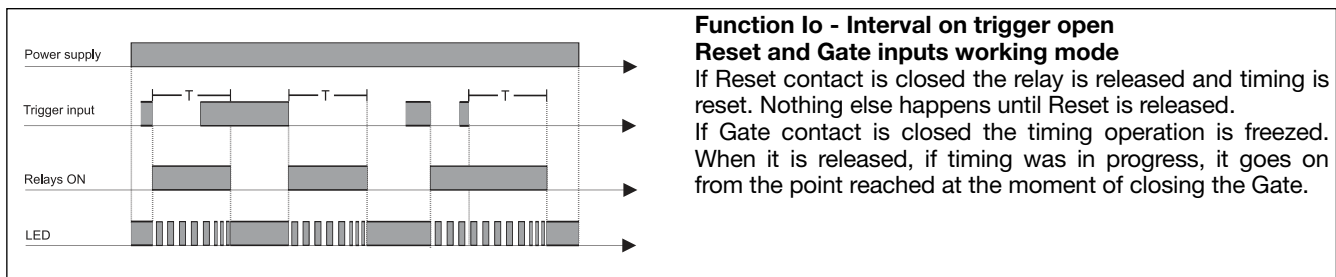 Power supply
T
T
T
Trigger input
Relays ON
LED
Function Io - Interval on trigger open
Reset and Gate inputs working mode
If Reset contact is closed the relay is released and timing is
reset. Nothing else happens until Reset is released.
If Gate contact is closed the timing operation is freezed.
When it is released, if timing was in progress, it goes on
from the point reached at the moment of closing the Gate.